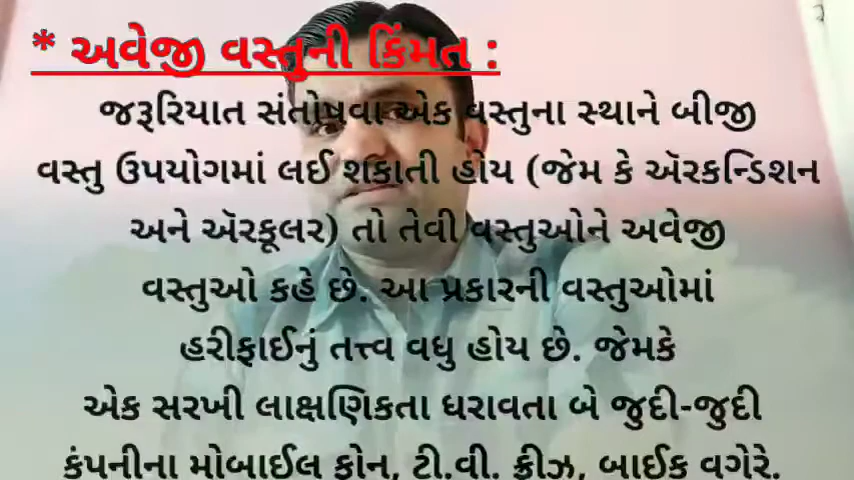 * અવેજી વસ્તુની કિંમત :
જરૂરિયાત સંતોષવા એક વસ્તુના સ્થાને બીજી
વસ્તુ ઉપયોગમાં લઈ શકાતી હોય (જેમ કે ઍરકન્ડિશન
અને ઍરકૂલર) તો તેવી વસ્તુઓને અવેજી
વસ્તુઓ કહે છે. આ પ્રકારની વસ્તુઓમાં
હરીફાઈનું તત્ત્વ વધુ હોય છે. જેમકે
એક સરખી લાક્ષણિકતા ધરાવતા બે જુદી-જુદી
કંપનીના મોબાઈલ ફોન, ટી.વી. ફ્રીઝ, બાઈક વગેરે.